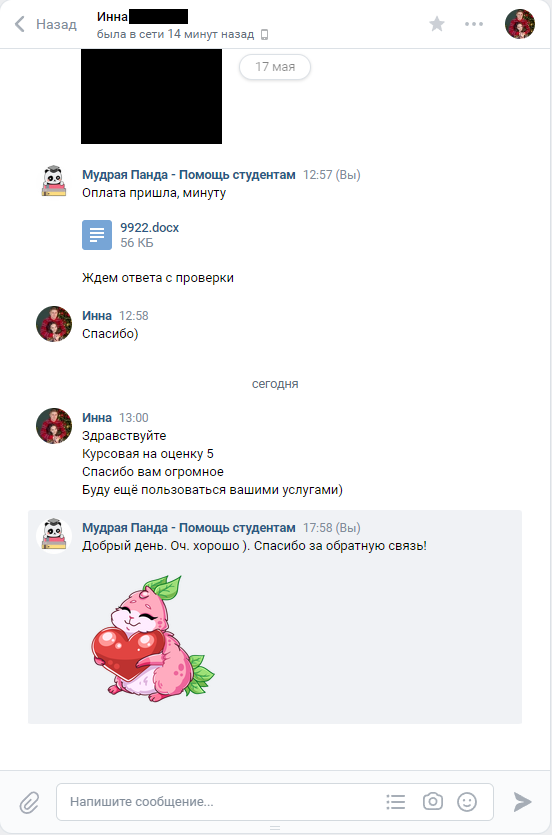 Назад
Инна
была в сети 14 минут назад
17 мая
Мудрая Панда - Помощь студентам 12:57 (Вы)
Оплата пришла, минуту
9922.docx
56 КБ
Ждем ответа с проверки
Инна 12:58
Спасибо)
сегодня
Инна 13:00
Здравствуйте
Курсовая на оценку 5
Спасибо вам огромное
Буду ещё пользоваться вашими услугами)
Мудрая Панда - Помощь студентам 17:58 (Вы)
Добрый день. Оч. хорошо ). Спасибо за обратную связь!
Напишите сообщение...